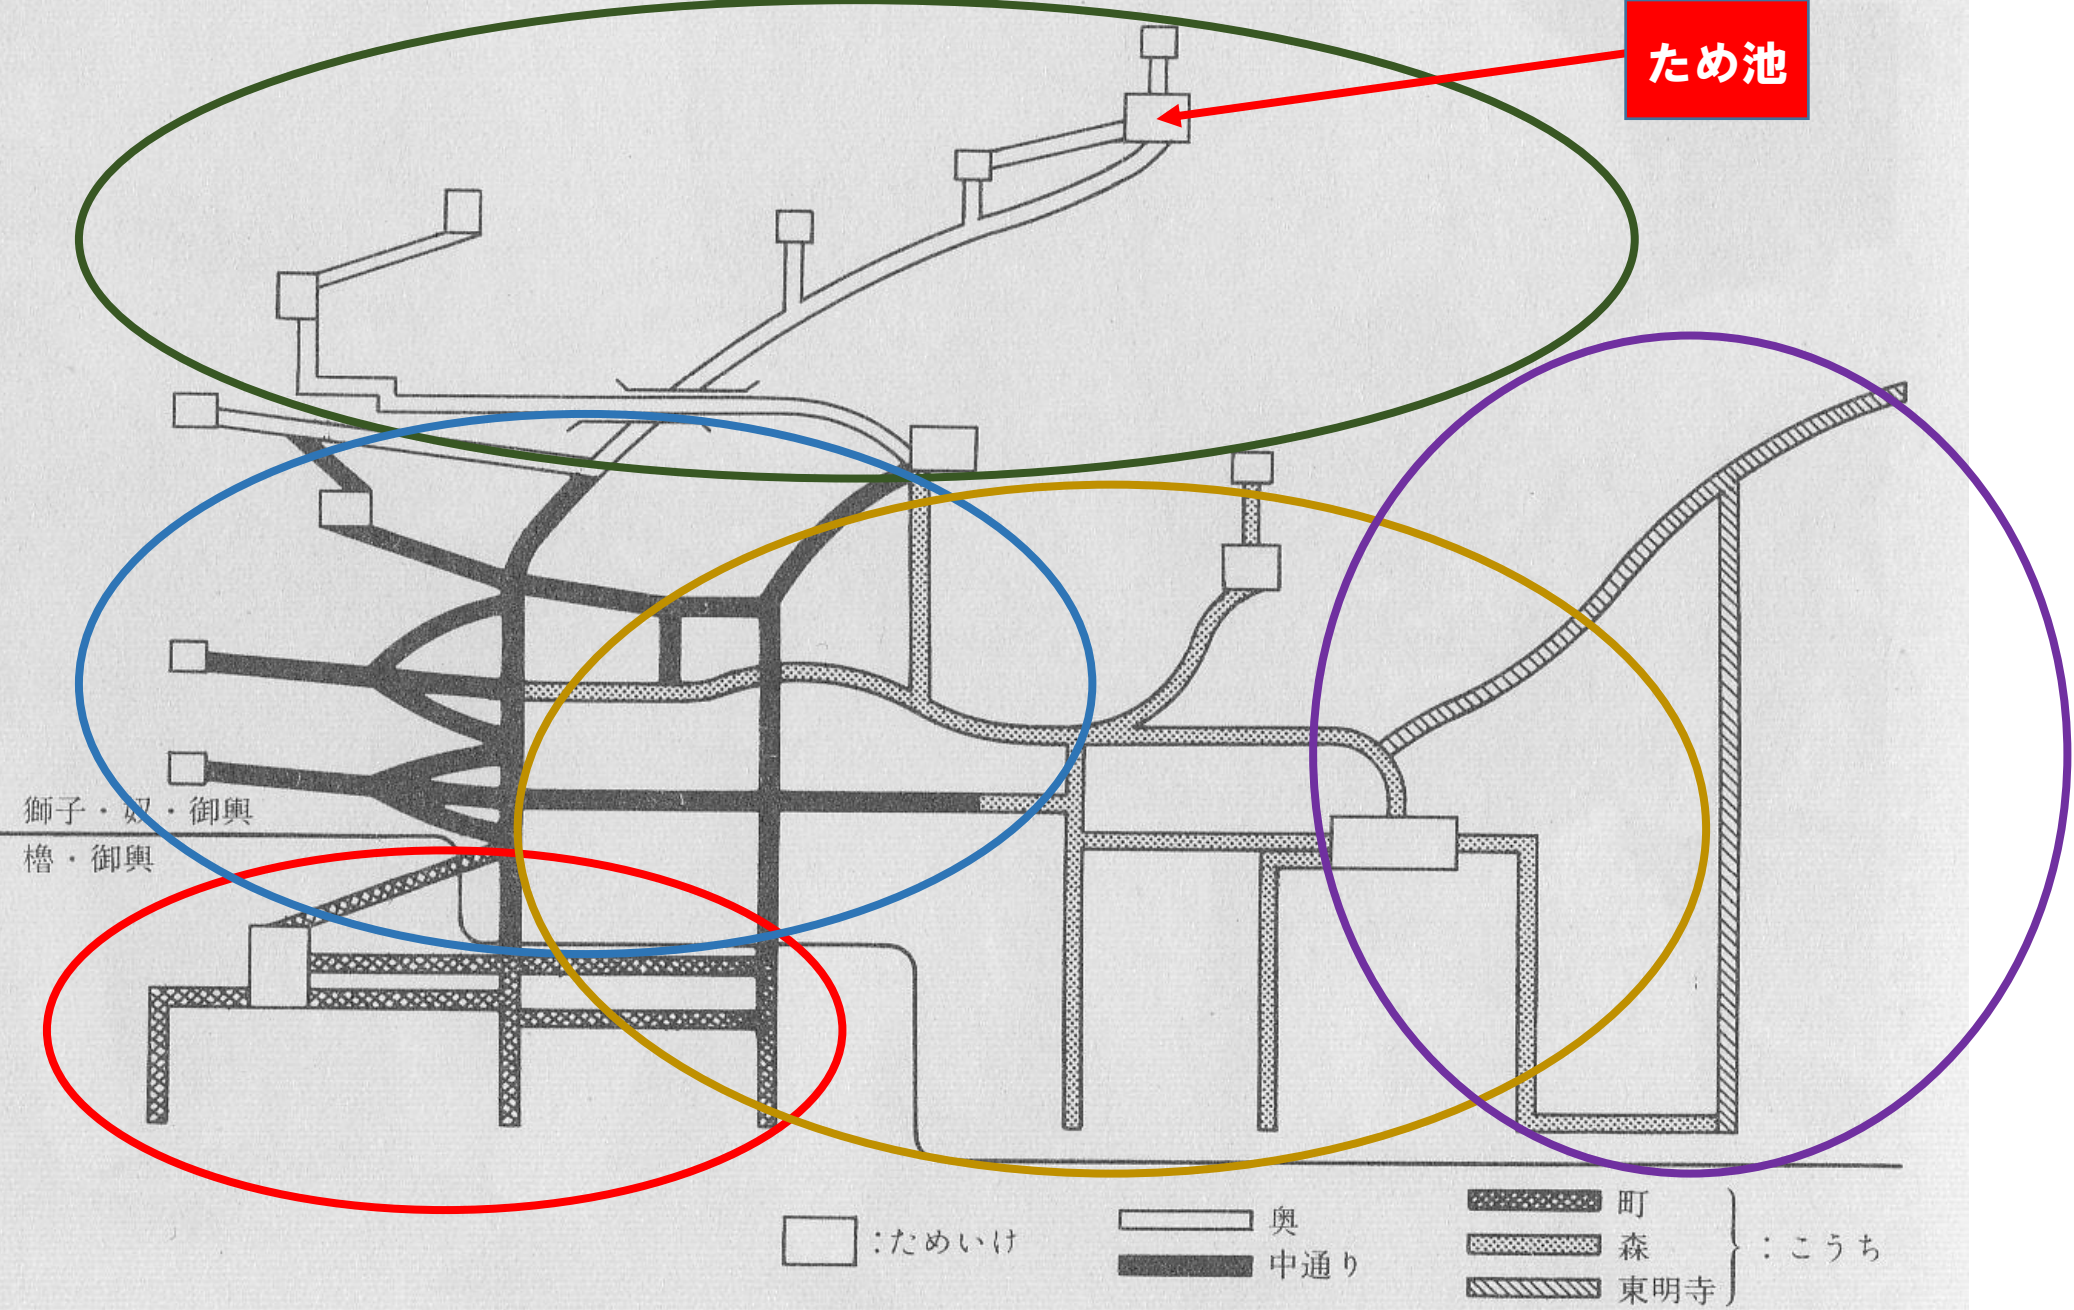 ため池
獅子・奴・御輿
櫓・御輿
:ためいけ
奥
中通り
町
森
東明寺
:こうち